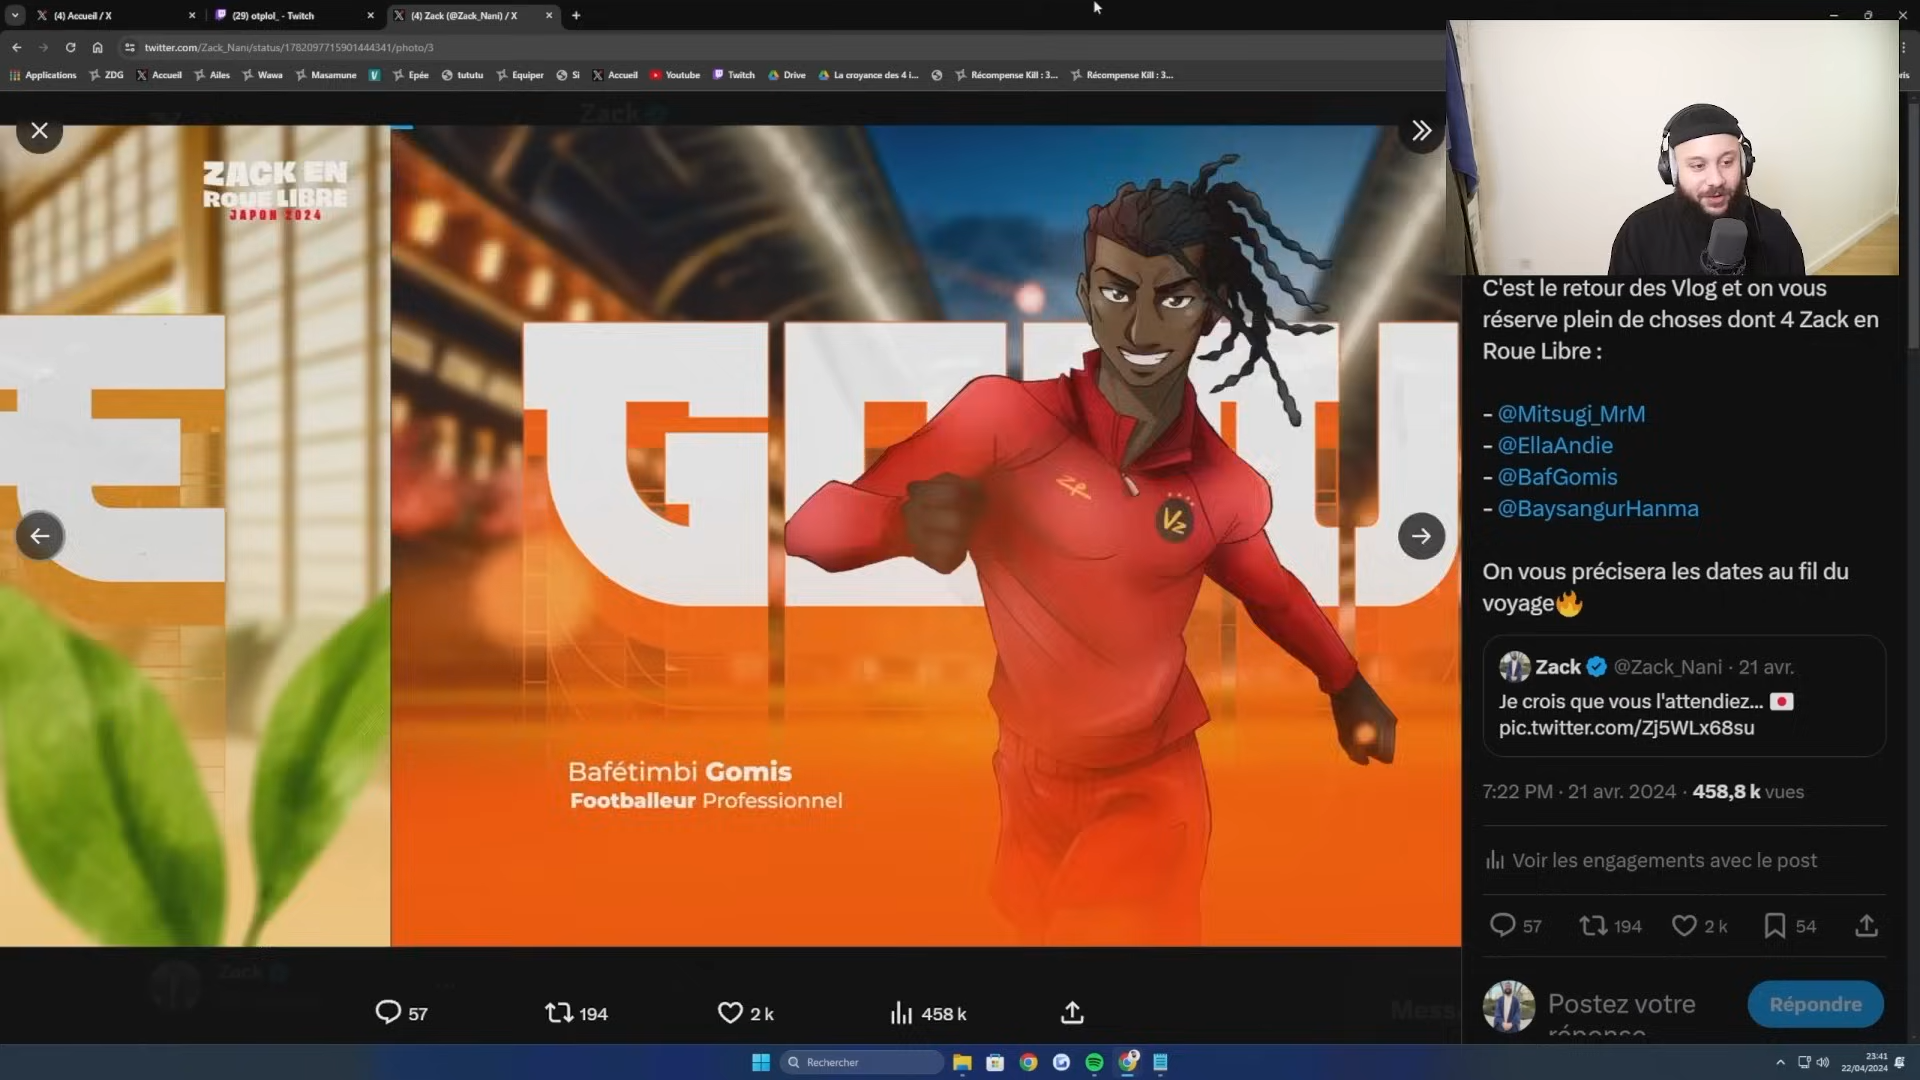 (4) Accueil / X
(29) otplol_ - Twitch
(4) Zack (@Zack_Nani) / X
twitter.com/Zack_Nani/status/1782097715901444341/photo/3
Applications
ZDG
Accueil
Ailes
Wawa
Masamune
Epée
tututu
Equiper
Si
Accueil
Youtube
Twitch
Drive
La croyance des 4 i...
Récompense Kill : 3...
Récompense Kill : 3...
Zack
ZACK EN
ROUE LIBRE
JAPON 2024
E
Vz
Bafétimbi Gomis
Footballeur Professionnel
C'est le retour des Vlog et on vous
réserve plein de choses dont 4 Zack en
Roue Libre :
- @Mitsugi_MrM
- @EllaAndie
- @BafGomis
- @BaysangurHanma
On vous précisera les dates au fil du
voyage🔥
Zack @Zack_Nani · 21 avr.
Je crois que vous l'attendiez... 🇯🇵
pic.twitter.com/Zj5WLx68su
7:22 PM · 21 avr. 2024 · 458,8 k vues
Voir les engagements avec le post
57 194 2 k 54
Postez votre
réponse
Répondre
Zack
57 194 2 k 458 k
Rechercher
23:41
22/04/2024